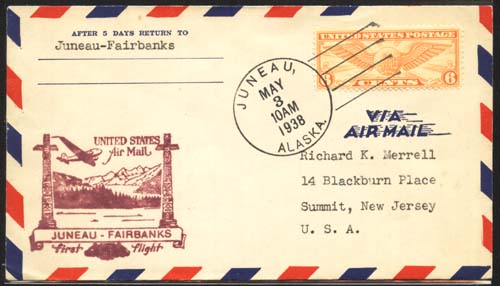 AFTER 5 DAYS RETURN TO
Juneau-Fairbanks
UNITED STATES POSTAGE
6 CENTS 6
JUNEAU,
MAY
3
10AM
1938
ALASKA.
VIA
AIR MAIL
UNITED STATES
Air Mail
JUNEAU - FAIRBANKS
first flight
Richard K. Merrell
14 Blackburn Place
Summit, New Jersey
U. S. A.